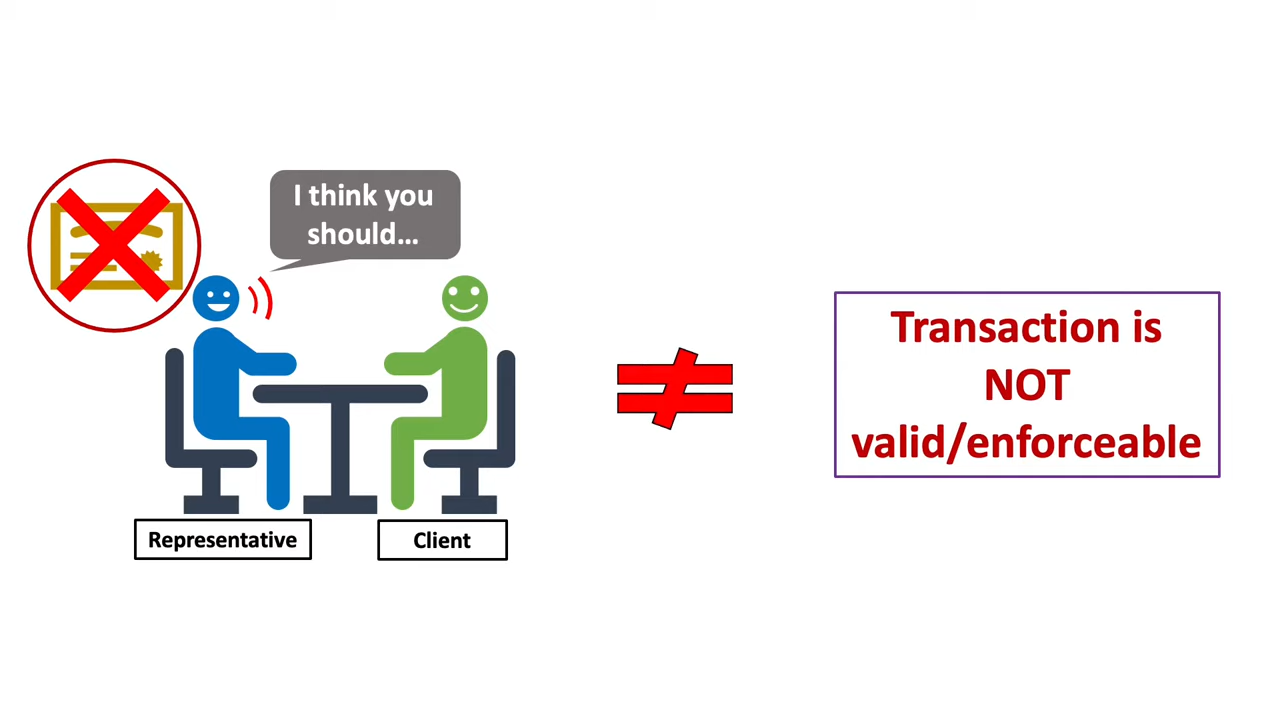 I think you
should...
Transaction is
NOT
valid/enforceable
Representative
Client